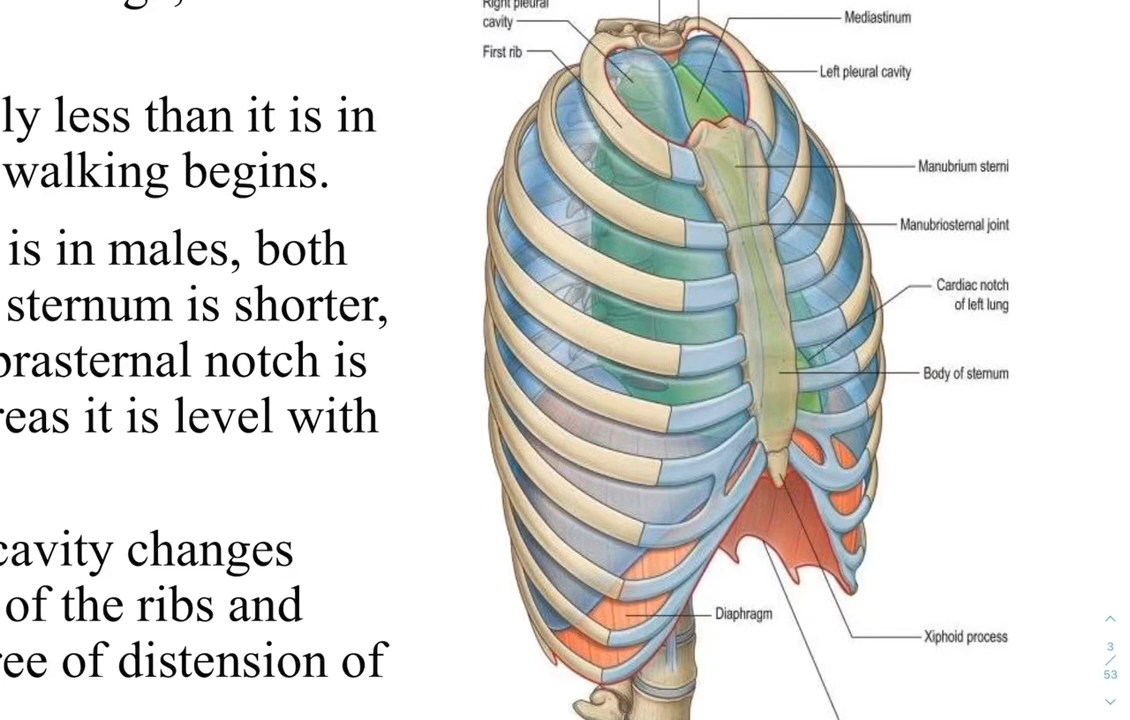 ly less than it is in
walking begins.
is in males, both
sternum is shorter,
prasternal notch is
reas it is level with
cavity changes
of the ribs and
ree of distension of
Right pleural
cavity
First rib
Mediastinum
Left pleural cavity
Manubrium sterni
Manubriosternal joint
Cardiac notch
of left lung
Body of sternum
Diaphragm
Xiphoid process
3
/
53